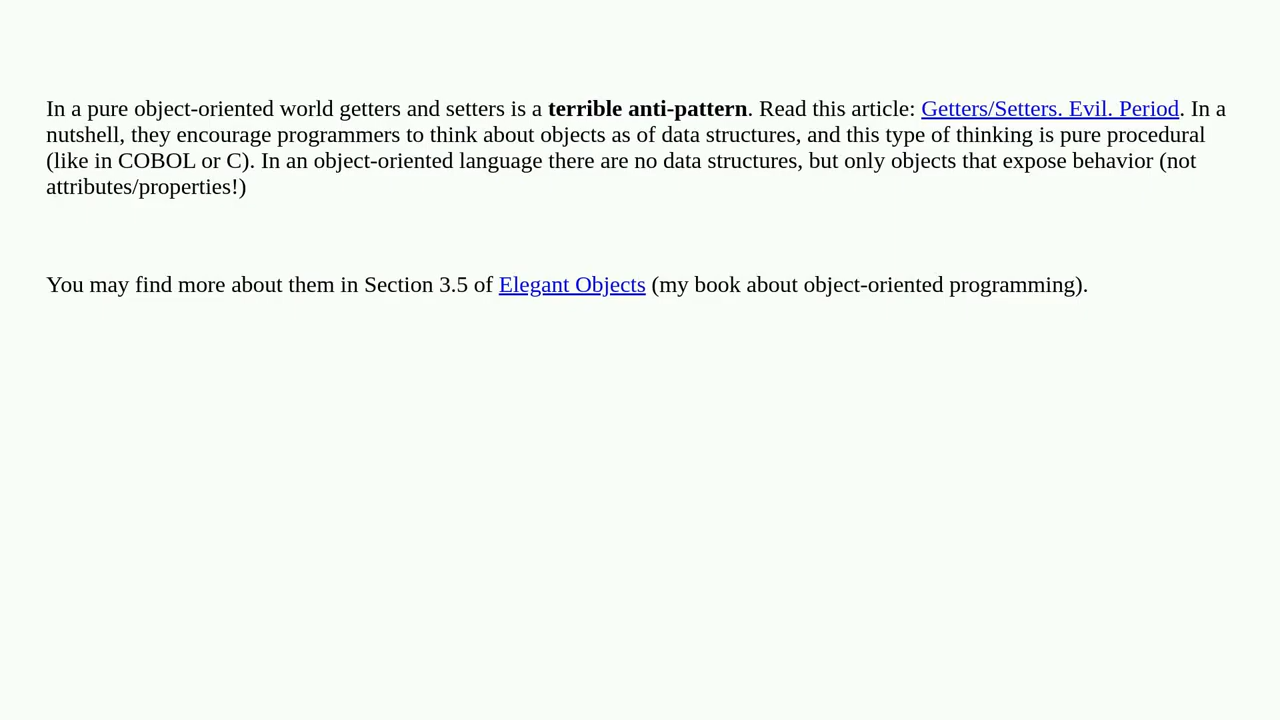 In a pure object-oriented world getters and setters is a terrible anti-pattern. Read this article: Getters/Setters. Evil. Period. In a
nutshell, they encourage programmers to think about objects as of data structures, and this type of thinking is pure procedural
(like in COBOL or C). In an object-oriented language there are no data structures, but only objects that expose behavior (not
attributes/properties!)
You may find more about them in Section 3.5 of Elegant Objects (my book about object-oriented programming).